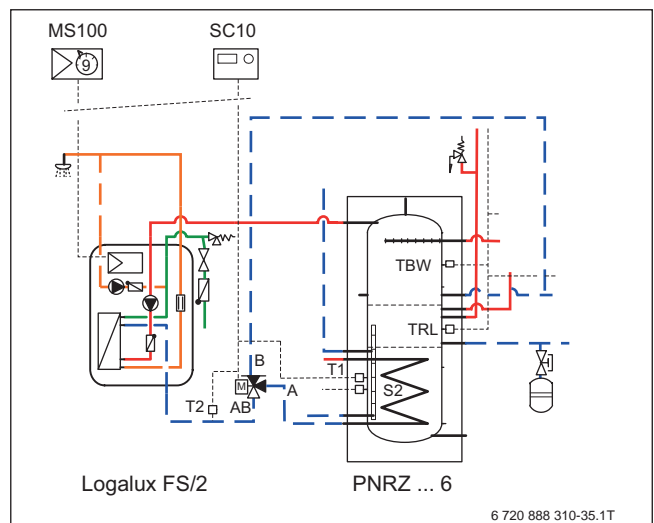 MS100
SC10
9
TBW
TRL
B
T1
M
A
S2
T2
AB
Logalux FS/2
PNRZ ... 6
6 720 888 310-35.1T